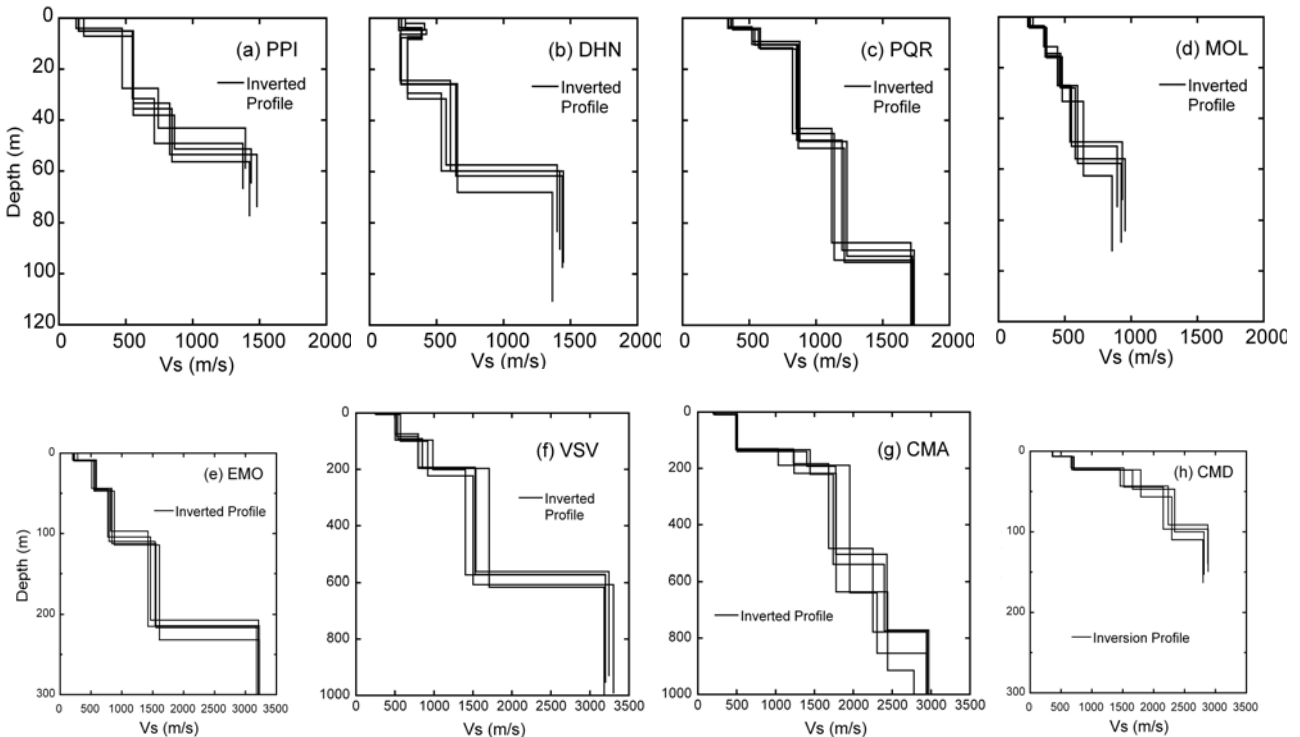 0
20
40
60
80
100
120
Depth (m)
(a) PPI
Inverted
Profile
0 500 1000 1500 2000
Vs (m/s)
(b) DHN
Inverted
Profile
0 500 1000 1500 2000
Vs (m/s)
(c) PQR
Inverted
Profile
0 500 1000 1500 2000
Vs (m/s)
(d) MOL
Inverted
Profile
0 500 1000 1500 2000
Vs (m/s)
0
100
200
300
Depth (m)
(e) EMO
Inverted Profile
0 500 1000 1500 2000 2500 3000 3500
Vs (m/s)
0
200
400
600
800
1000
(f) VSV
Inverted
Profile
0 500 1000 1500 2000 2500 3000 3500
Vs (m/s)
0
200
400
600
800
1000
(g) CMA
Inverted Profile
0 500 1000 1500 2000 2500 3000 3500
Vs (m/s)
0
100
200
300
(h) CMD
Inversion Profile
0 500 1000 1500 2000 2500 3000 3500
Vs (m/s)